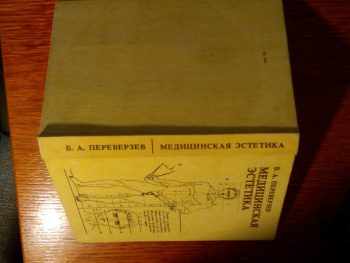 В. А. ПЕРЕВЕРЗЕВ | МЕДИЦИНСКАЯ ЭСТЕТИКА
В. А. ПЕРЕВЕРЗЕВ
МЕДИЦИНСКАЯ
ЭСТЕТИКА